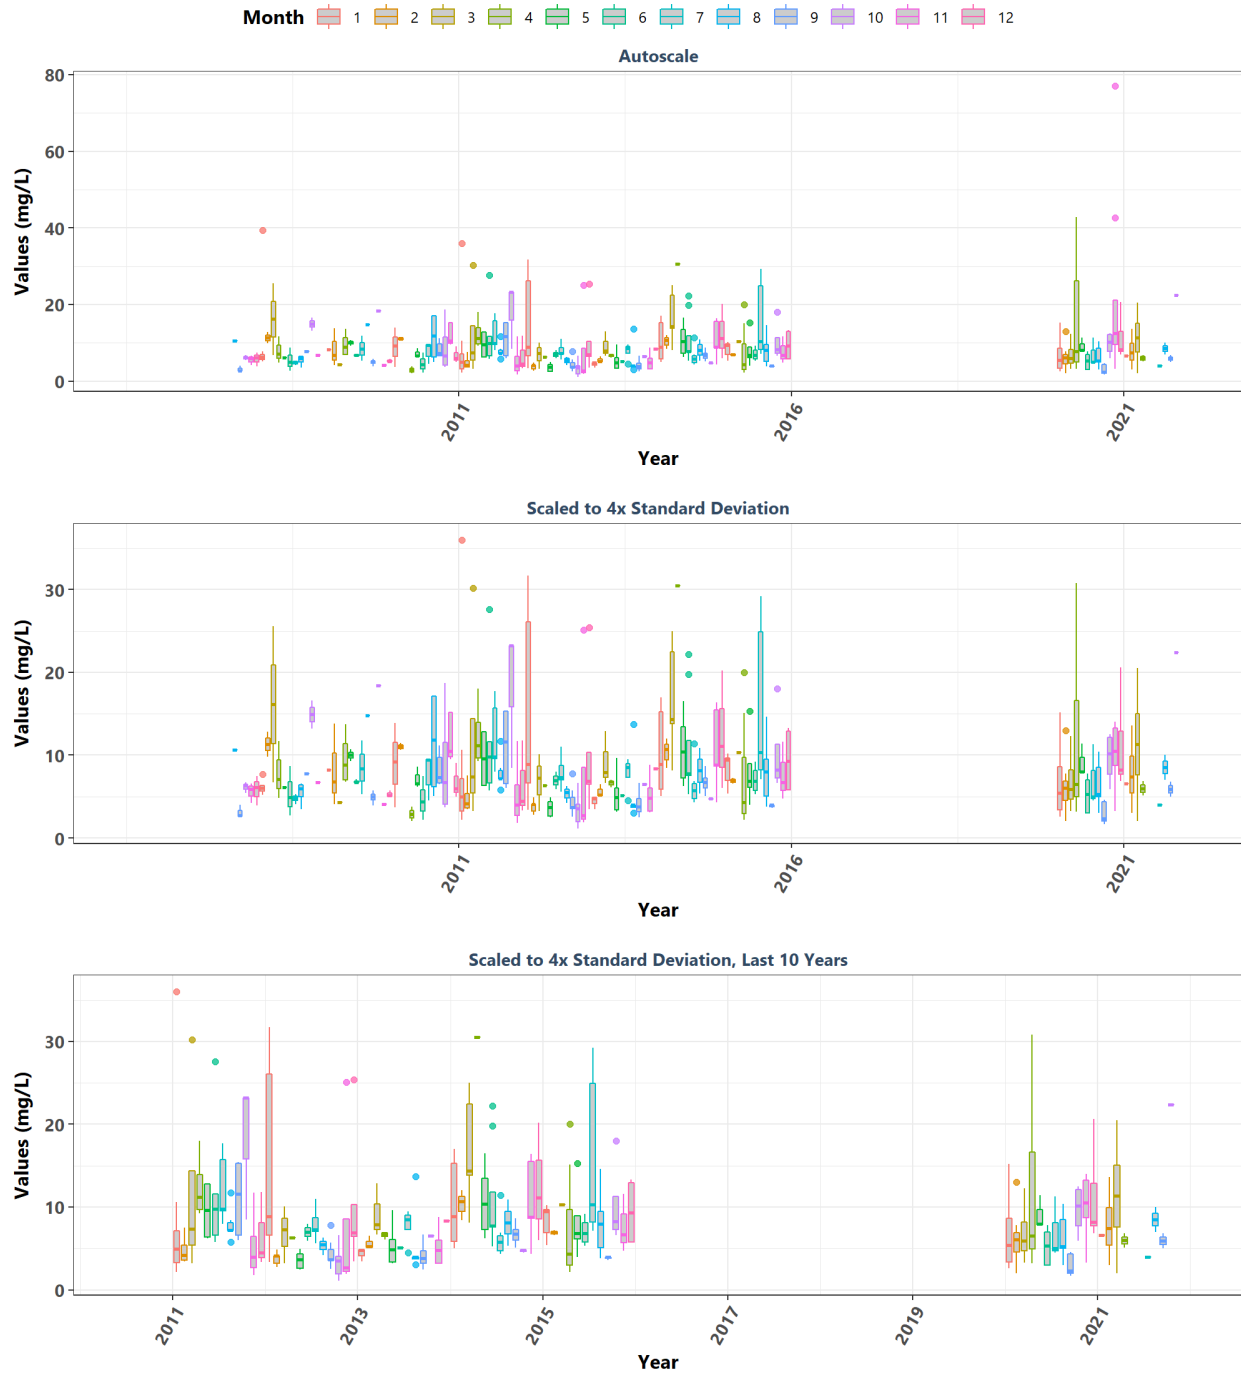 Month 1 2 3 4 5 6 7 8 9 10 11 12
Autoscale
Values (mg/L)
80
60
40
20
0
2011 2016 2021
Year
Scaled to 4x Standard Deviation
Values (mg/L)
30
20
10
0
2011 2016 2021
Year
Scaled to 4x Standard Deviation, Last 10 Years
Values (mg/L)
30
20
10
0
2011 2013 2015 2017 2019 2021
Year